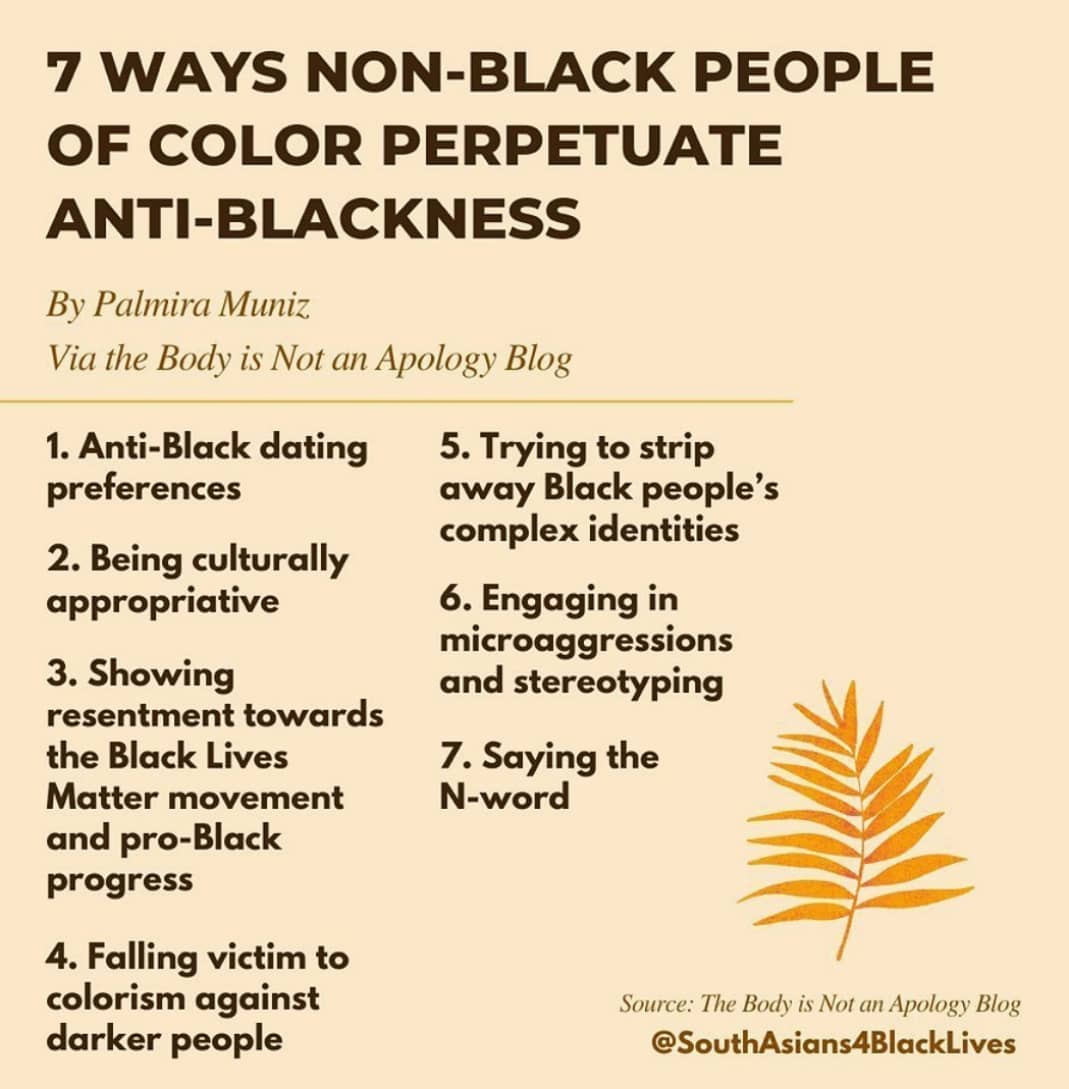 7 WAYS NON-BLACK PEOPLE
OF COLOR PERPETUATE
ANTI-BLACKNESS
By Palmira Muniz
Via the Body is Not an Apology Blog
1. Anti-Black dating
preferences
2. Being culturally
appropriative
3. Showing
resentment towards
the Black Lives
Matter movement
and pro-Black
progress
4. Falling victim to
colorism against
darker people
5. Trying to strip
away Black people’s
complex identities
6. Engaging in
microaggressions
and stereotyping
7. Saying the
N-word
Source: The Body is Not an Apology Blog
@SouthAsians4BlackLives